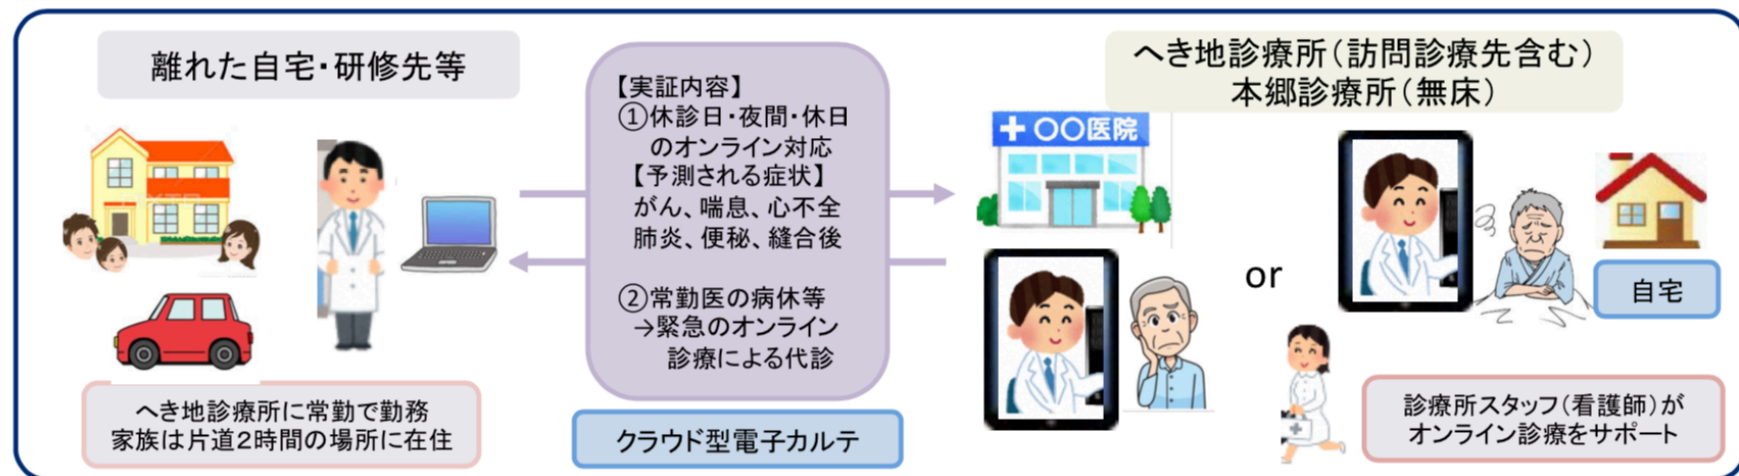 離れた自宅・研修先等
へき地診療所に常勤で勤務
家族は片道2時間の場所に在住
【実証内容】
①休診日・夜間・休日
のオンライン対応
【予測される症状】
がん、喘息、心不全
肺炎、便秘、縫合後
②常勤医の病休等
→緊急のオンライン
診療による代診
クラウド型電子カルテ
へき地診療所(訪問診療先含む)
本郷診療所(無床)
〇〇医院
or
自宅
診療所スタッフ(看護師)が
オンライン診療をサポート